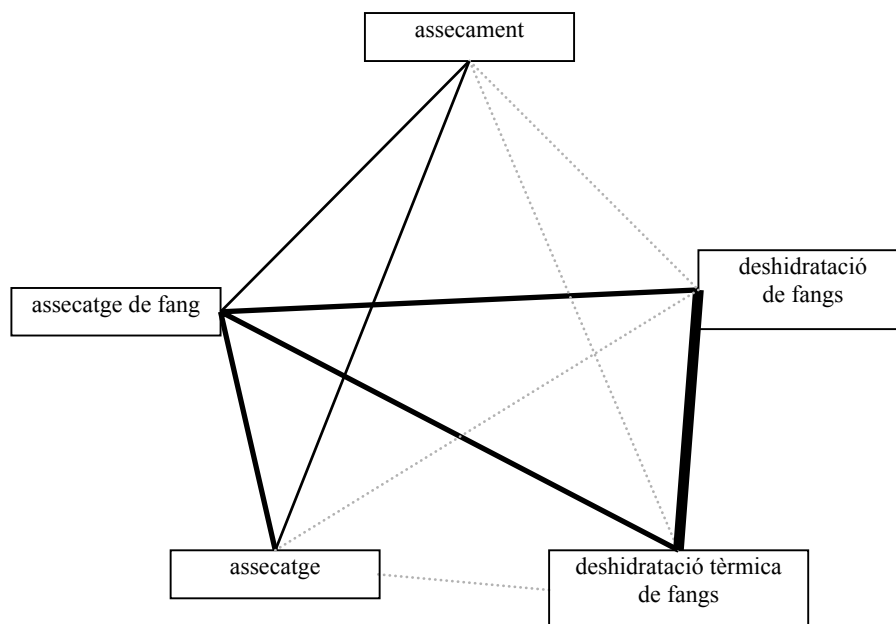 assecament
deshidratació
de fangs
assecatge de fang
assecatge
deshidratació tèrmica
de fangs